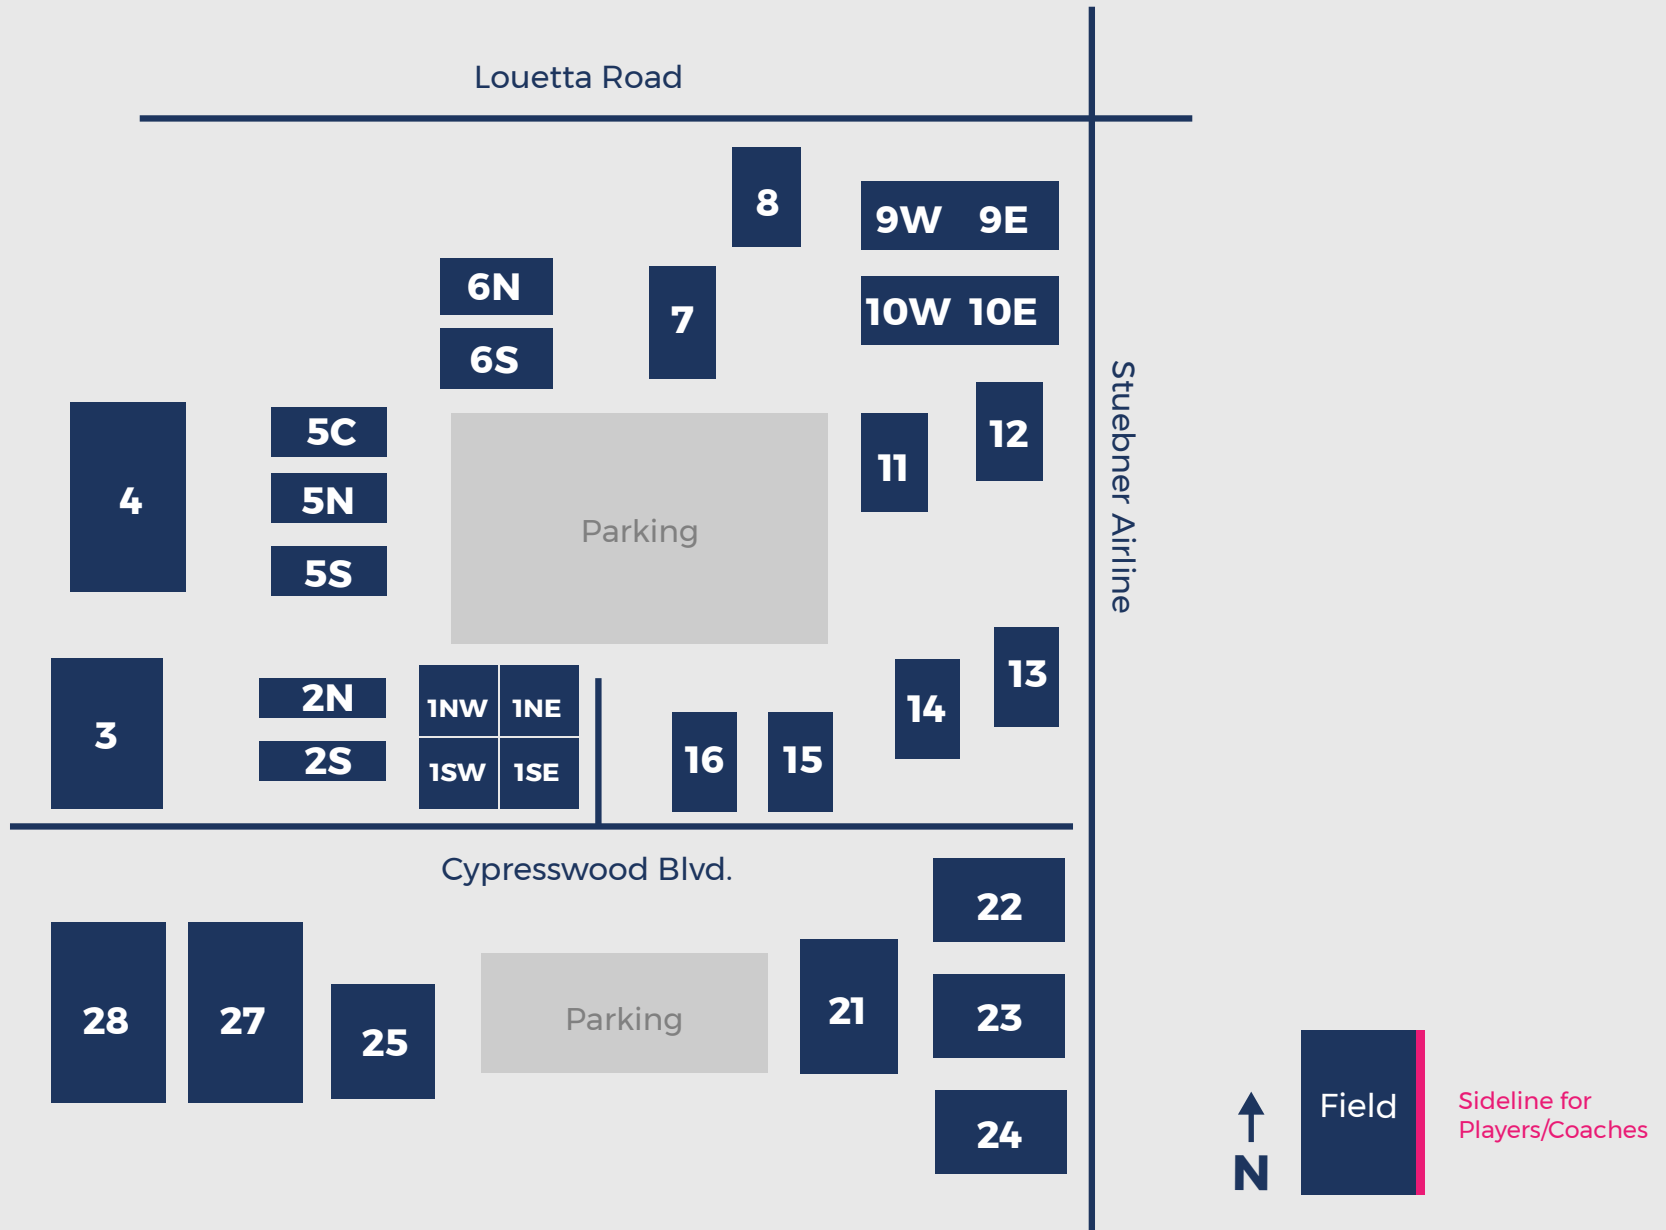 Louetta Road
8
9W 9E
6N
7
10W 10E
6S
Stuebner Airline
5C
12
11
4
5N
Parking
5S
13
2N
1NW 1NE
14
3
2S
1SW 1SE
16
15
Cypresswood Blvd.
22
28
27
25
Parking
21
23
24
Field
Sideline for
Players/Coaches
N